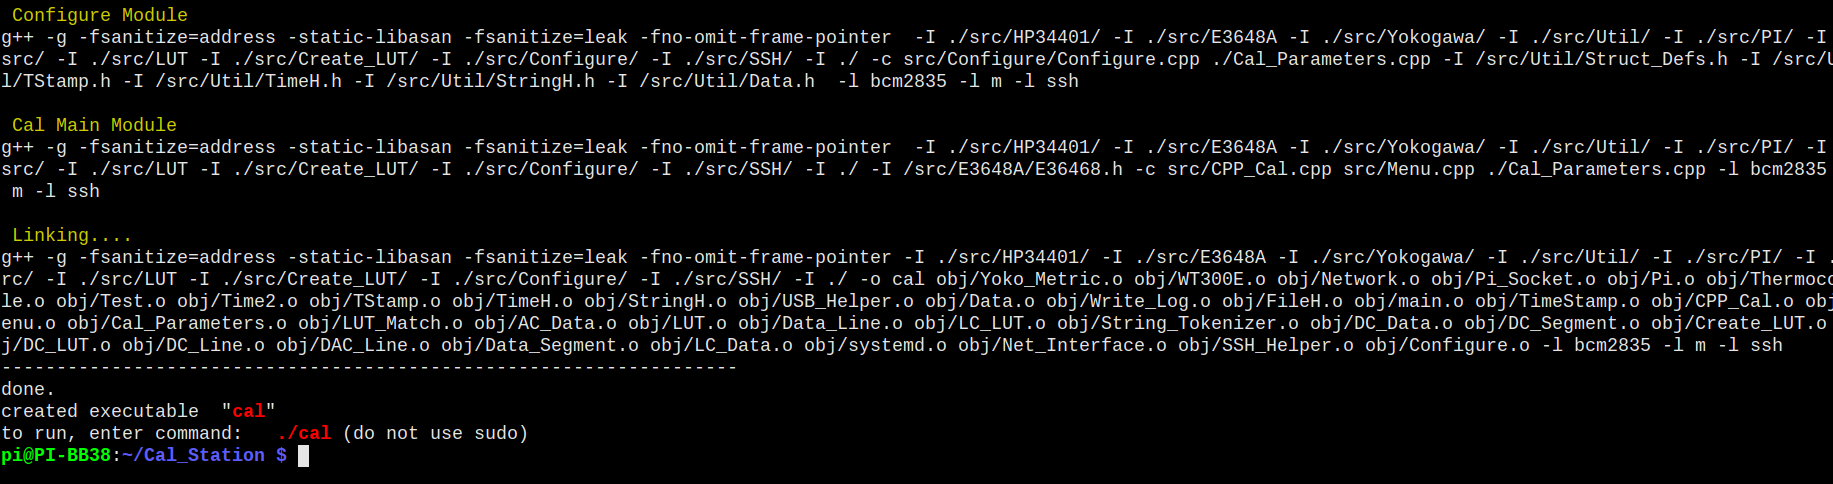 Configure Module
g++ -g -fsanitize=address -static-libasan -fsanitize=leak -fno-omit-frame-pointer  -I ./src/HP34401/ -I ./src/E3648A -I ./src/Yokogawa/ -I ./src/Util/ -I ./src/PI/ -I
src/ -I ./src/LUT -I ./src/Create_LUT/ -I ./src/Configure/ -I ./src/SSH/ -I ./ -c src/Configure/Configure.cpp ./Cal_Parameters.cpp -I /src/Util/Struct_Defs.h -I /src/U
l/TStamp.h -I /src/Util/TimeH.h -I /src/Util/StringH.h -I /src/Util/Data.h  -l bcm2835 -l m -l ssh
Cal Main Module
g++ -g -fsanitize=address -static-libasan -fsanitize=leak -fno-omit-frame-pointer  -I ./src/HP34401/ -I ./src/E3648A -I ./src/Yokogawa/ -I ./src/Util/ -I ./src/PI/ -I
src/ -I ./src/LUT -I ./src/Create_LUT/ -I ./src/Configure/ -I ./src/SSH/ -I ./ -I /src/E3648A/E36468.h -c src/CPP_Cal.cpp src/Menu.cpp ./Cal_Parameters.cpp -l bcm2835
m -l ssh
Linking....
g++ -g -fsanitize=address -static-libasan -fsanitize=leak -fno-omit-frame-pointer -I ./src/HP34401/ -I ./src/E3648A -I ./src/Yokogawa/ -I ./src/Util/ -I ./src/PI/ -I .
rc/ -I ./src/LUT -I ./src/Create_LUT/ -I ./src/Configure/ -I ./src/SSH/ -I ./ -o cal obj/Yoko_Metric.o obj/WT300E.o obj/Network.o obj/Pi_Socket.o obj/Pi.o obj/Thermoco
le.o obj/Test.o obj/Time2.o obj/TStamp.o obj/TimeH.o obj/StringH.o obj/USB_Helper.o obj/Data.o obj/Write_Log.o obj/FileH.o obj/main.o obj/TimeStamp.o obj/CPP_Cal.o obj
enu.o obj/Cal_Parameters.o obj/LUT_Match.o obj/AC_Data.o obj/LUT.o obj/Data_Line.o obj/LC_LUT.o obj/String_Tokenizer.o obj/DC_Data.o obj/DC_Segment.o obj/Create_LUT.o
j/DC_LUT.o obj/DC_Line.o obj/DAC_Line.o obj/Data_Segment.o obj/LC_Data.o obj/systemd.o obj/Net_Interface.o obj/SSH_Helper.o obj/Configure.o -l bcm2835 -l m -l ssh
-------------------------------------------------------------------
done.
created executable  "cal"
to run, enter command:   ./cal (do not use sudo)
pi@PI-BB38:~/Cal_Station $